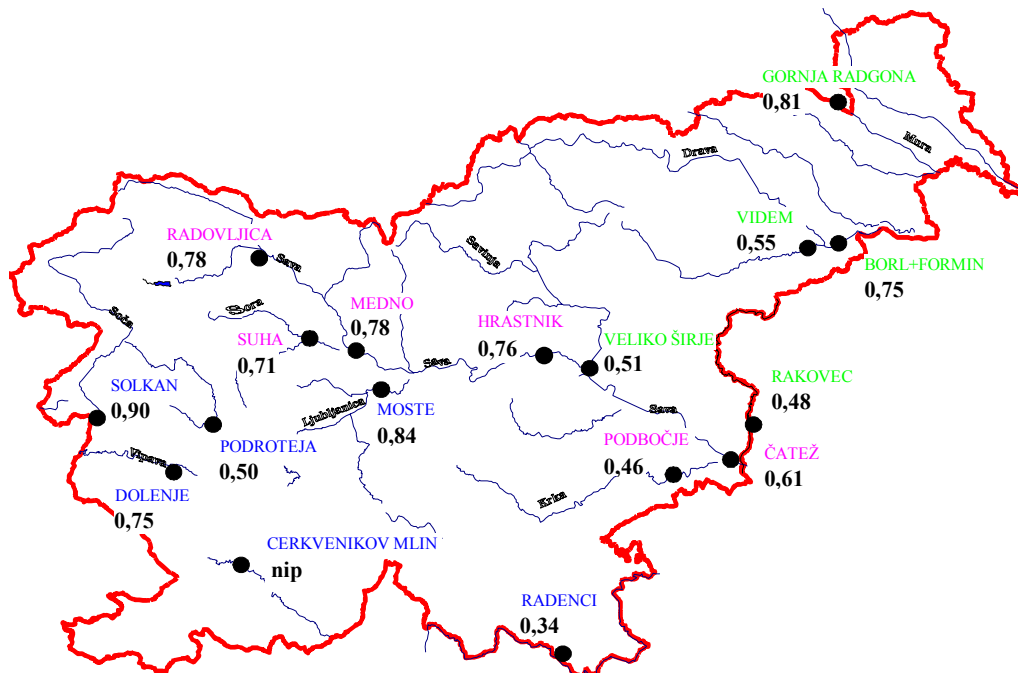 GORNJA RADGONA
0,81
Mura
Drava
VIDEM
0,55
BORL+FORMIN
0,75
RADOVLJICA
0,78
Sava
Savinja
Soča
Sora
MEDNO
0,78
SUHA
0,71
HRASTNIK
0,76
VELIKO ŠIRJE
0,51
Sava
RAKOVEC
0,48
SOLKAN
0,90
Ljubljanica
MOSTE
0,84
Sava
PODROTEJA
0,50
PODBOČJE
0,46
ČATEŽ
0,61
Vipava
DOLENJE
0,75
Krka
CERKVENIKOV MLIN
nip
RADENCI
0,34